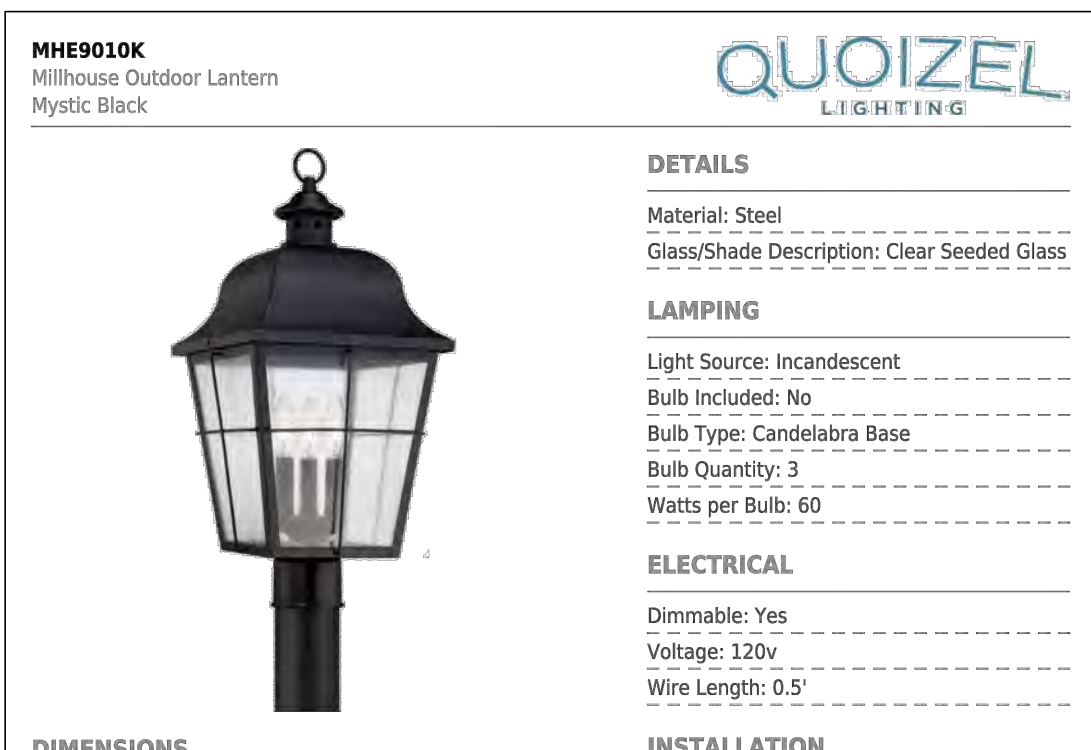 MHE9010K
Millhouse Outdoor Lantern
Mystic Black
QUOIZEL
LIGHTING
DETAILS
Material: Steel
Glass/Shade Description: Clear Seeded Glass
LAMPING
Light Source: Incandescent
Bulb Included: No
Bulb Type: Candelabra Base
Bulb Quantity: 3
Watts per Bulb: 60
ELECTRICAL
Dimmable: Yes
Voltage: 120v
Wire Length: 0.5'
DIMENSIONS
INSTALLATION